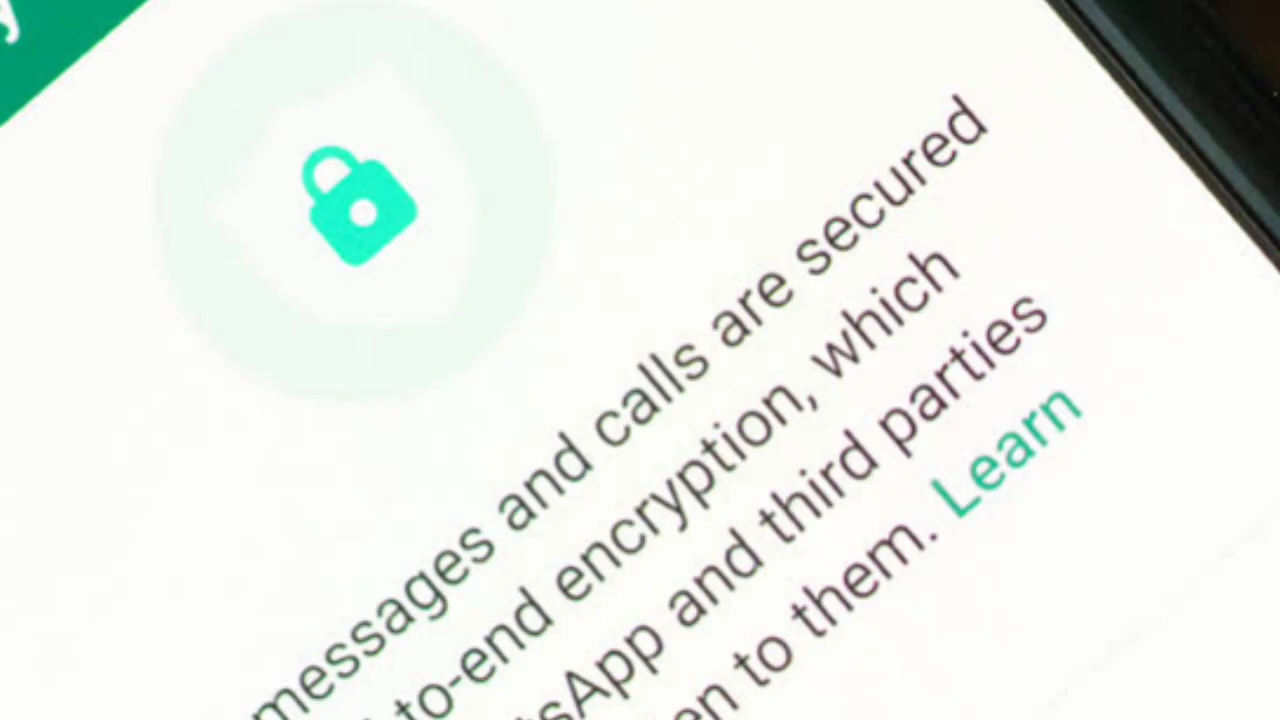 messages and calls are secured
to-end encryption, which
tsApp and third parties
en to them. Learn